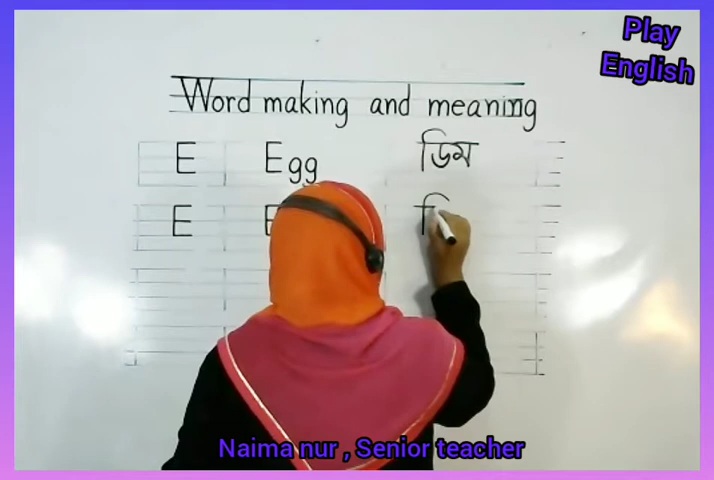 Play
English
Word making and meaning
E Egg ডিম
E E
Naima nur , Senior teacher